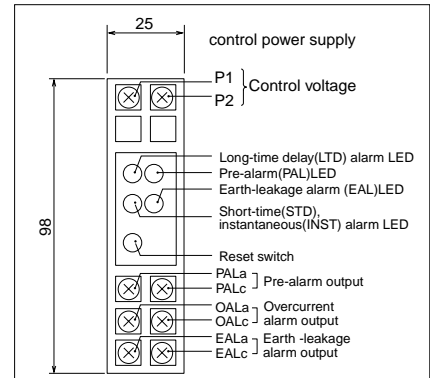 25
control power supply
P1
Control voltage
P2
98
Long-time delay(LTD) alarm LED
Pre-alarm(PAL)LED
Earth-leakage alarm (EAL)LED
Short-time(STD),
instantaneous(INST) alarm LED
Reset switch
PALa
PALc
Pre-alarm output
OALa
OALc
Overcurrent
alarm output
EALa
EALc
Earth -leakage
alarm output